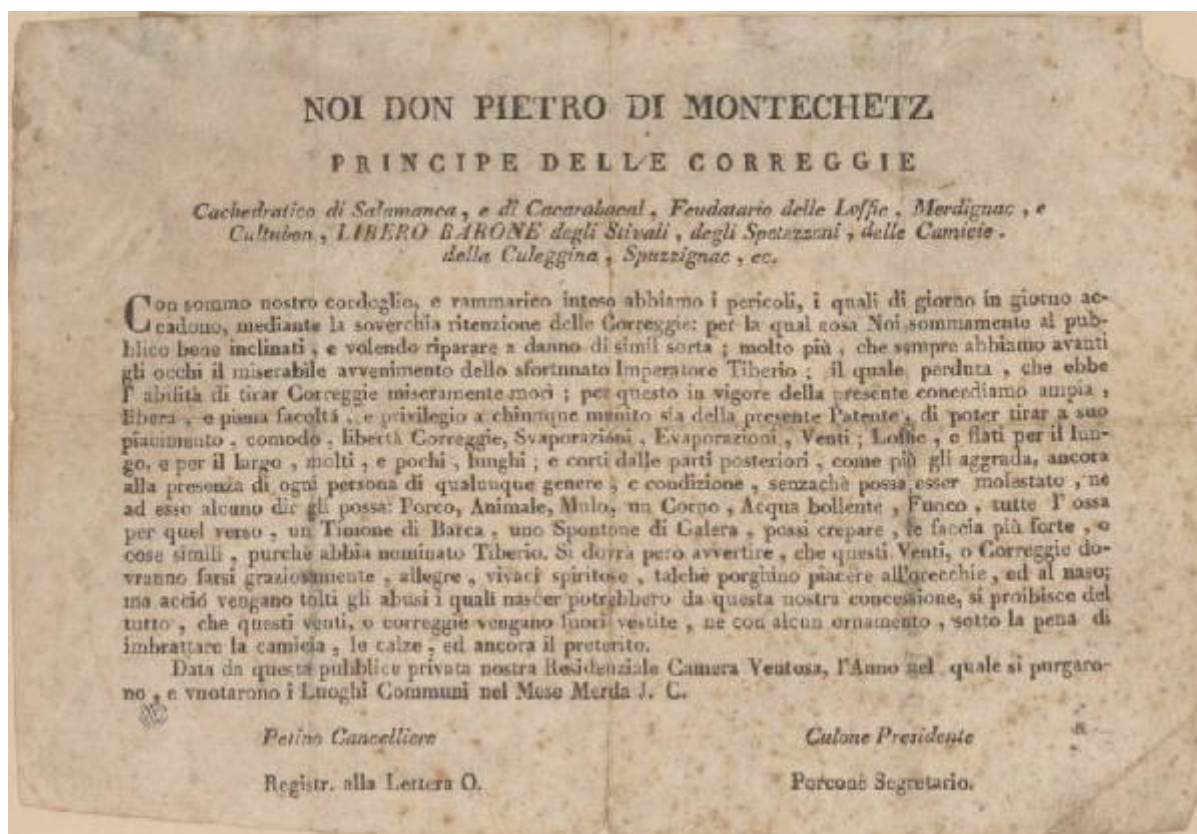 NOI DON PIETRO DI MONTECHETZ
PRINCIPE DELLE CORREGGIE
Cachedratico di Salamanca, e di Cacarabacal, Feudatario delle Loffie, Merdignac, e
Cultubon, LIBERO BARONE degli Stivali, degli Spetezzoni, delle Camicie.
della Culeggina, Spuzzignac, ec.
Con sommo nostro cordoglio, e rammarico inteso abbiamo i pericoli, i quali di giorno in giorno ac-
cadono, mediante la soverchia ritenzione delle Correggie: per la qual cosa Noi sommamente al pub-
blico bene inclinati, e volendo riparare a danno di simil sorta; molto più, che sempre abbiamo avanti
gli occhi il miserabile avvenimento dello sfortunato Imperatore Tiberio; il quale perduta, che ebbe
l' abilità di tirar Correggie miseramente morì; per questo in vigore della presente concediamo ampia,
libera, e piena facoltá, e privilegio a chiunque munito sia della presente Patente, di poter tirar a suo
piacimento, comodo, libertà Correggie, Svaporazioni, Evaporazioni, Venti; Loffie, e flati per il lun-
go, e per il largo, molti, e pochi, lunghi; e corti dalle parti posteriori, come più gli aggrada, ancora
alla presenza di ogni persona di qualunque genere, e condizione, senzachè possa esser molestato, nè
ad esso alcuno dir gli possa: Porco, Animale, Mulo, un Corno, Acqua bollente, Fuoco, tutte l' ossa
per quel verso, un Timone di Barca, uno Spontone di Galera, possi crepare, le faccia più forte, o
cose simili, purchè abbia nominato Tiberio. Si dovrà pero avvertire, che questi Venti, o Correggie do-
vranno farsi graziosamente, allegre, vivaci spiritose, talchè porghino piacere all'orecchie, ed al naso;
ma acciò vengano tolti gli abusi i quali nascer potrebbero da questa nostra concessione, si proibisce del
tutto, che questi venti, o correggie vengano fuori vestite, nè con alcun ornamento, sotto la pena di
imbrattare la camicia, le calze, ed ancora il preterito.
Data da questa pubblica privata nostra Residenziale Camera Ventosa, l'Anno nel quale si purgaro-
no, e vuotarono i Luoghi Communi nel Mese Merda J. C.
Petino Cancelliere
Culone Presidente
Registr. alla Lettera O.
Porcone Segretario.